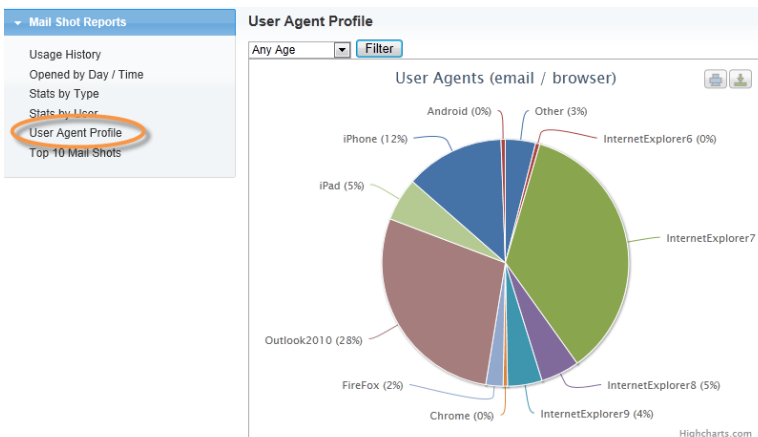 Mail Shot Reports
Usage History
Opened by Day / Time
Stats by Type
Stats by User
User Agent Profile
Top 10 Mail Shots
User Agent Profile
Any Age
Filter
User Agents (email / browser)
Android (0%)
Other (3%)
iPhone (12%)
InternetExplorer6 (0%)
iPad (5%)
InternetExplorer7
Outlook2010 (28%)
FireFox (2%)
InternetExplorer8 (5%)
Chrome (0%)
InternetExplorer9 (4%)
Highcharts.com